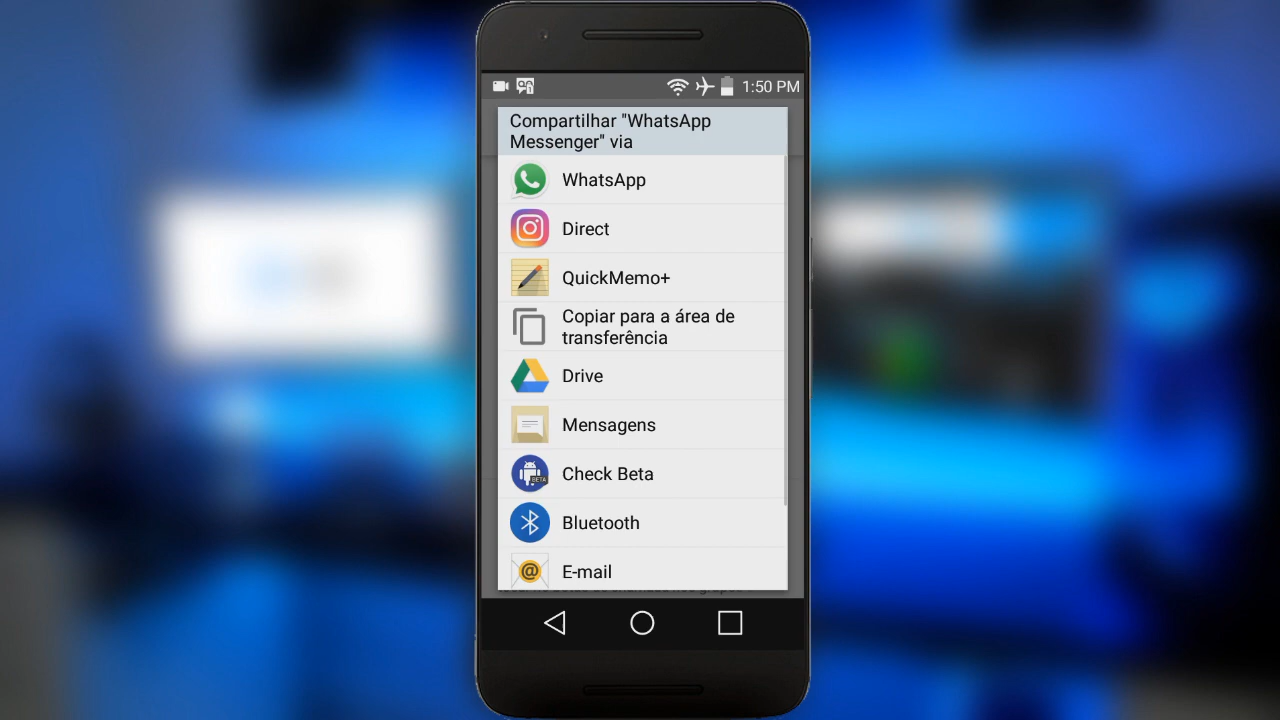 1:50 PM
Compartilhar "WhatsApp
Messenger" via
WhatsApp
Direct
QuickMemo+
Copiar para a área de
transferência
Drive
Mensagens
Check Beta
BETA
Bluetooth
E-mail